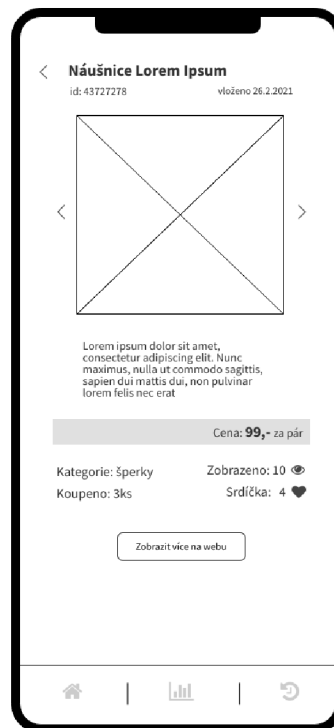 Náušnice Lorem Ipsum
id: 43727278 vloženo 26.2.2021
Lorem ipsum dolor sit amet,
consectetur adipiscing elit. Nunc
maximus, nulla ut commodo sagittis,
sapien dui mattis dui, non pulvinar
lorem felis nec erat
Cena: 99,- za pár
Kategorie: šperky Zobrazeno: 10
Koupeno: 3ks Srdíčka: 4
Zobrazit více na webu